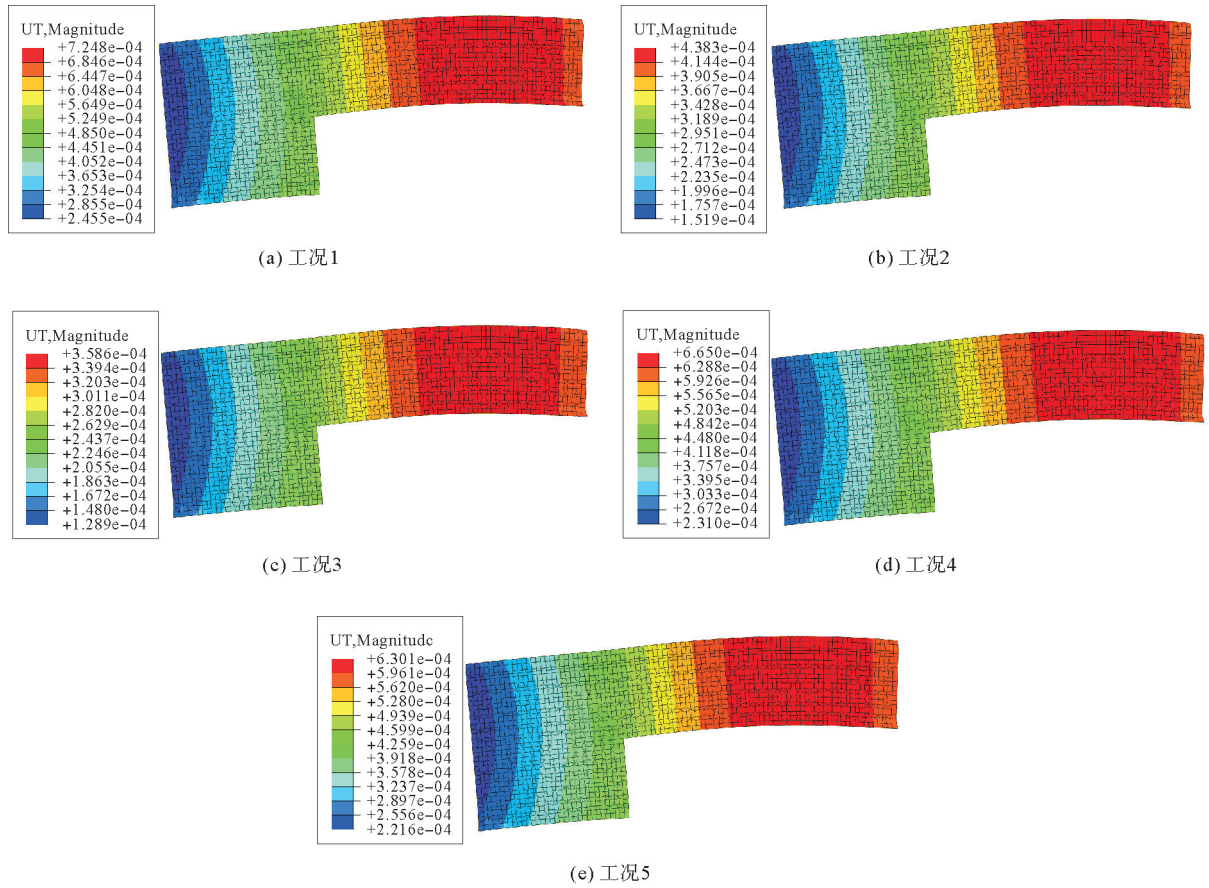 UT,Magnitude
+7.248e-04
+6.846e-04
+6.447e-04
+6.048e-04
+5.649e-04
+5.249e-04
+4.850e-04
+4.451e-04
+4.052e-04
+3.653e-04
+3.254e-04
+2.855e-04
+2.455e-04
(a) 工况1
UT,Magnitude
+4.383e-04
+4.144e-04
+3.905e-04
+3.667e-04
+3.428e-04
+3.189e-04
+2.951e-04
+2.712e-04
+2.473e-04
+2.235e-04
+1.996e-04
+1.757e-04
+1.519e-04
(b) 工况2
UT,Magnitude
+3.586e-04
+3.394e-04
+3.203e-04
+3.011e-04
+2.820e-04
+2.629e-04
+2.437e-04
+2.246e-04
+2.055e-04
+1.863e-04
+1.672e-04
+1.480e-04
+1.289e-04
(c) 工况3
UT,Magnitude
+6.650e-04
+6.288e-04
+5.926e-04
+5.565e-04
+5.203e-04
+4.842e-04
+4.480e-04
+4.118e-04
+3.757e-04
+3.395e-04
+3.033e-04
+2.672e-04
+2.310e-04
(d) 工况4
UT,Magnitudc
+6.301e-04
+5.961e-04
+5.620e-04
+5.280e-04
+4.939e-04
+4.599e-04
+4.259e-04
+3.918e-04
+3.578e-04
+3.237e-04
+2.897e-04
+2.556e-04
+2.216e-04
(e) 工况5